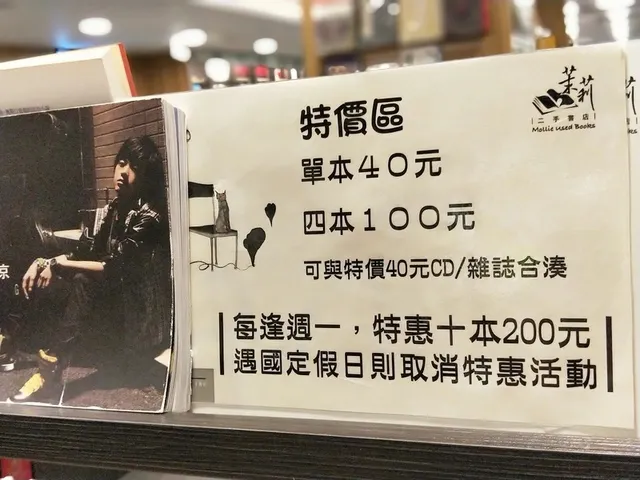 茉莉
二手書店
Mollie Used Books
特價區
單本40元
四本100元
可與特價40元CD/雜誌合湊
每逢週一，特惠十本200元
遇國定假日則取消特惠活動
京